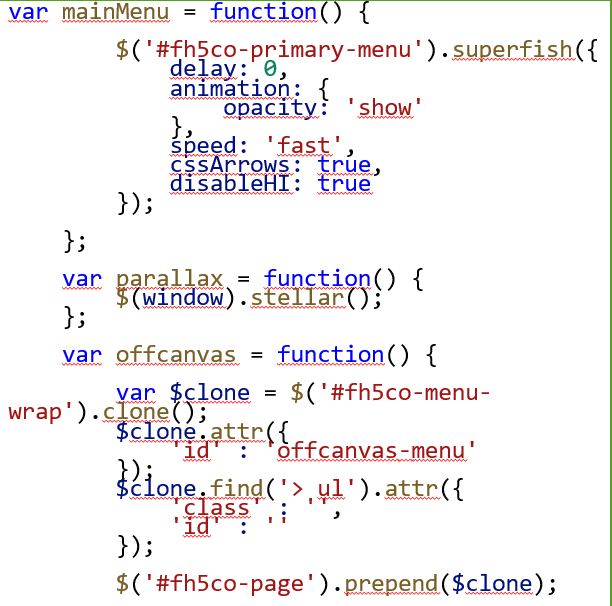 var mainMenu = function() {
$('#fh5co-primary-menu').superfish({
delay: 0,
animation: {
opacity: 'show'
},
speed: 'fast',
cssArrows: true,
disableHI: true
});
};
var parallax = function() {
$(window).stellar();
};
var offcanvas = function() {
var $clone = $('#fh5co-menu-
wrap').clone();
$clone.attr({
'id' : 'offcanvas-menu'
});
$clone.find('> ul').attr({
'class' : '',
'id' : ''
});
$('#fh5co-page').prepend($clone);